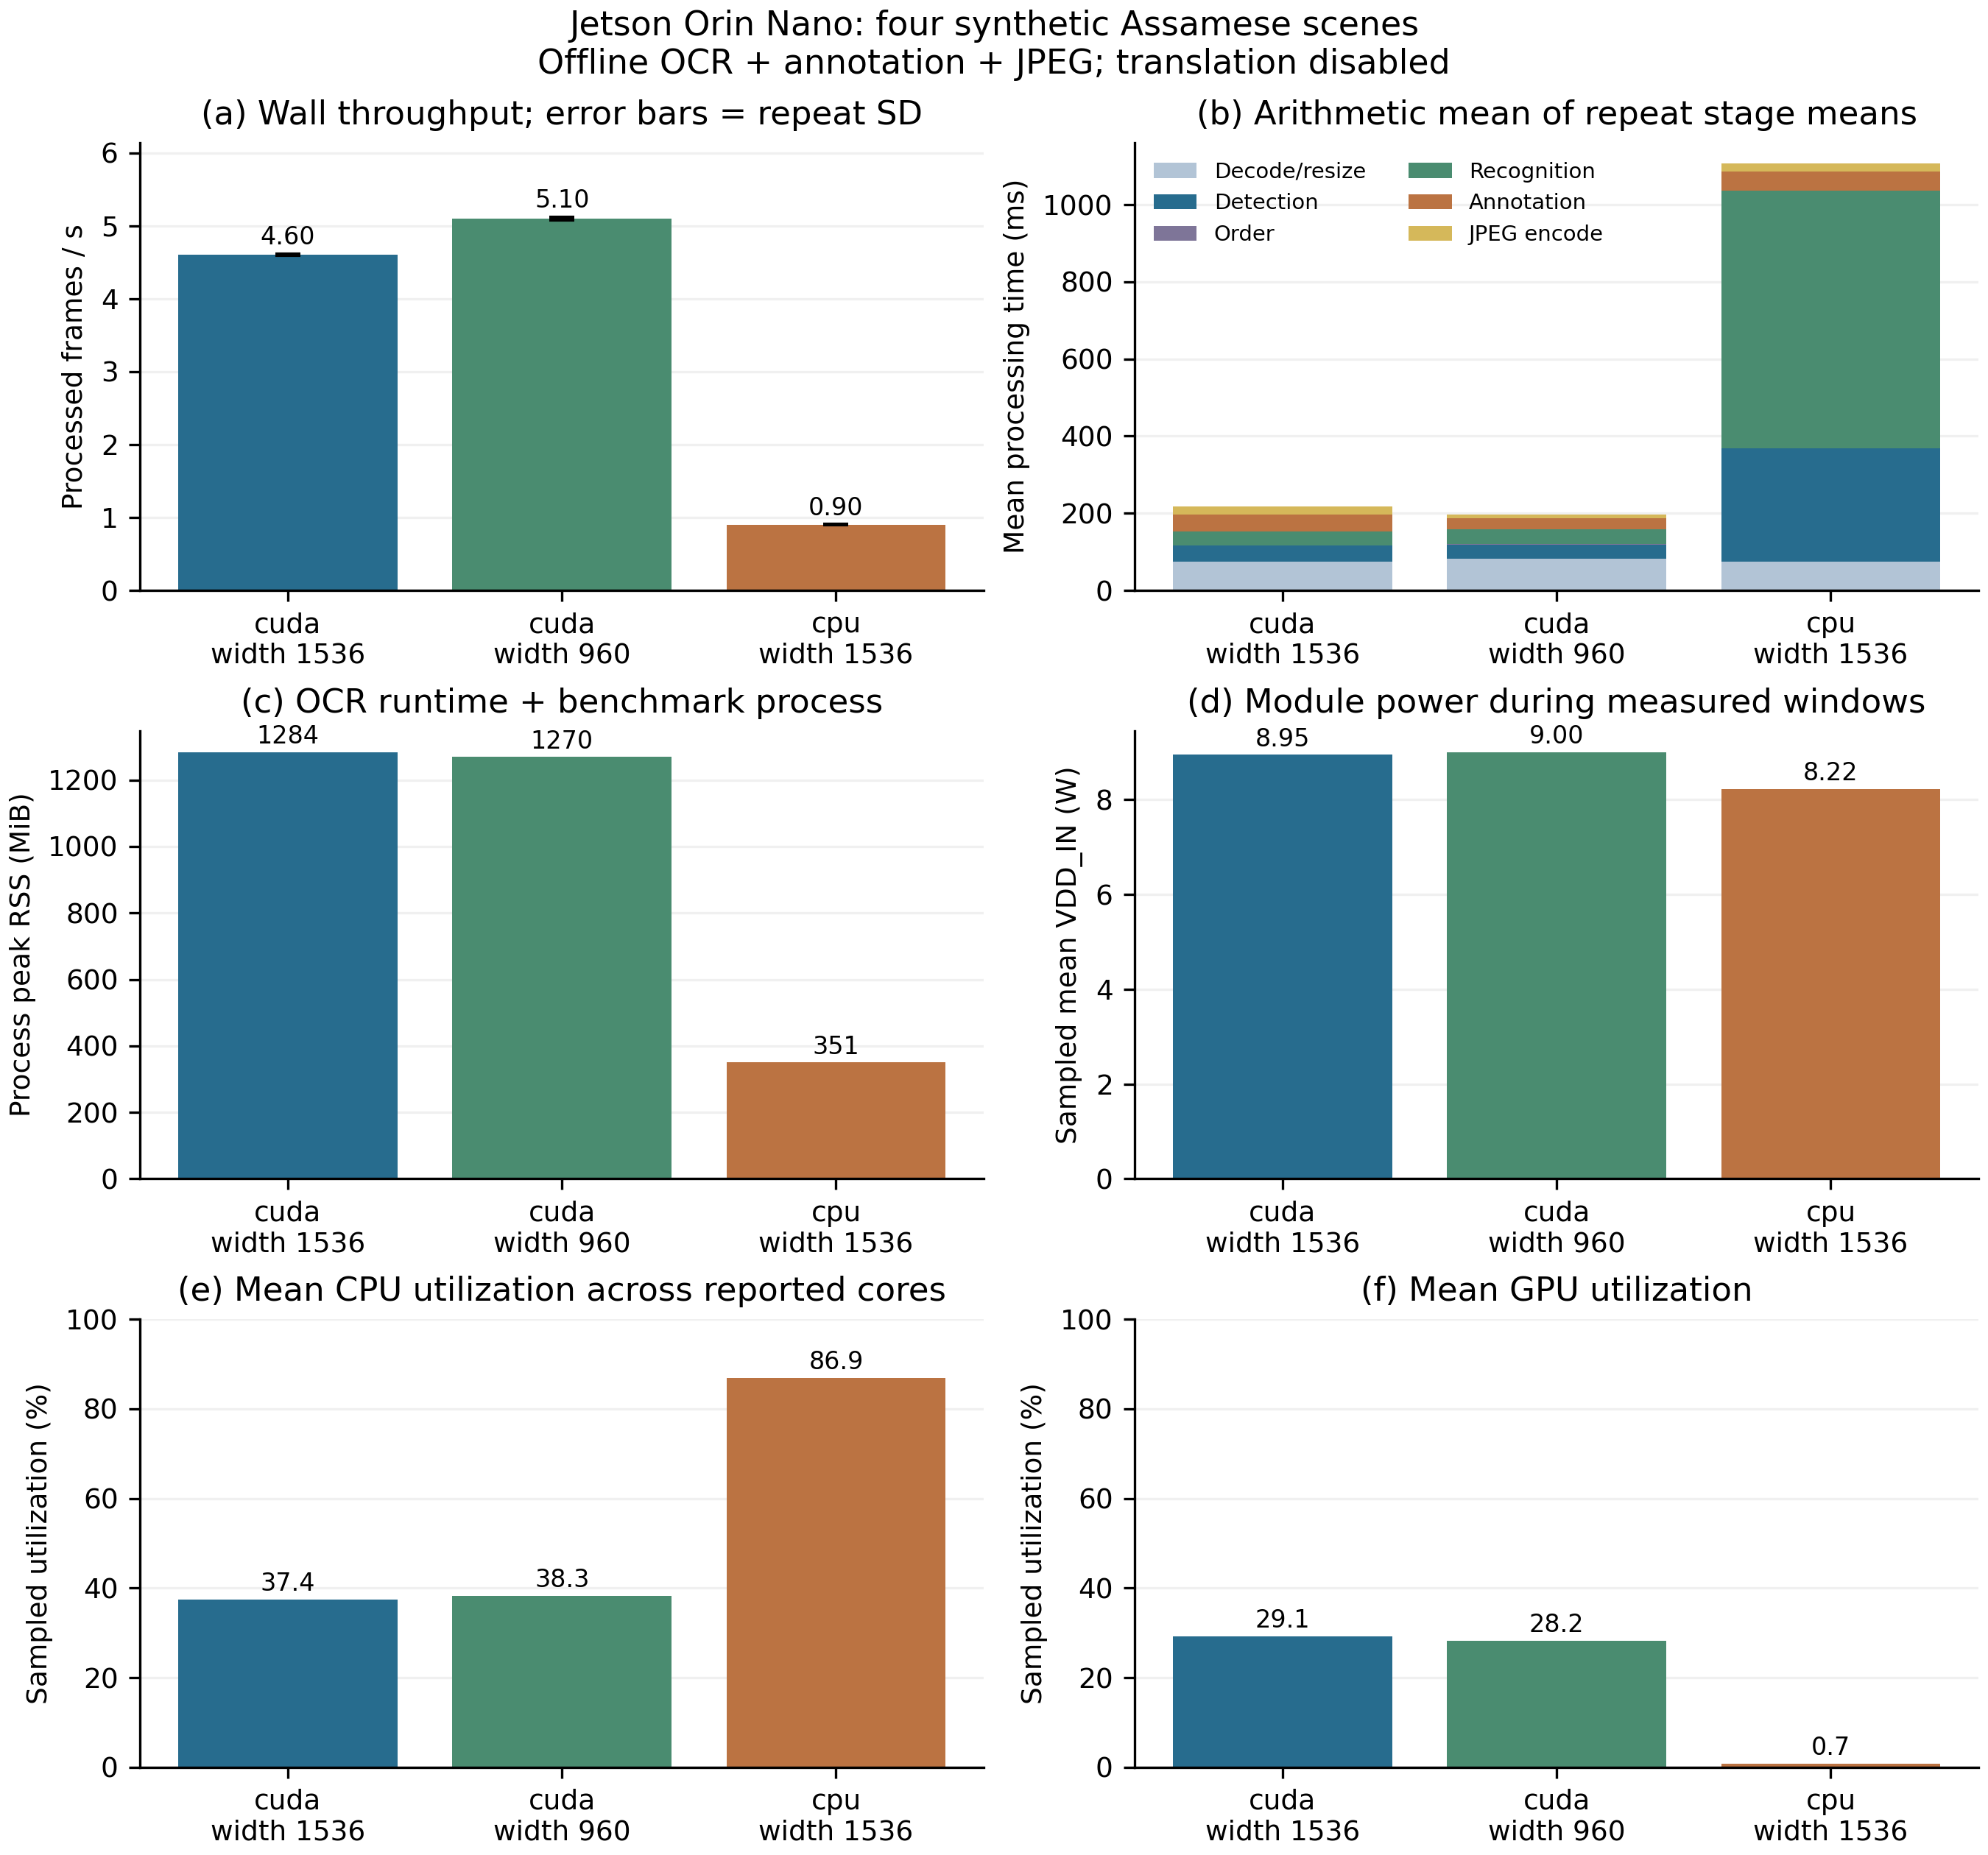 Jetson Orin Nano: four synthetic Assamese scenes
Offline OCR + annotation + JPEG; translation disabled
(a) Wall throughput; error bars = repeat SD
Processed frames / s
6
5
4
3
2
1
0
4.60
5.10
0.90
cuda
width 1536
cuda
width 960
cpu
width 1536
(b) Arithmetic mean of repeat stage means
Mean processing time (ms)
1000
800
600
400
200
0
Decode/resize
Detection
Order
Recognition
Annotation
JPEG encode
cuda
width 1536
cuda
width 960
cpu
width 1536
(c) OCR runtime + benchmark process
Process peak RSS (MiB)
1200
1000
800
600
400
200
0
1284
1270
351
cuda
width 1536
cuda
width 960
cpu
width 1536
(d) Module power during measured windows
Sampled mean VDD_IN (W)
8
6
4
2
0
8.95
9.00
8.22
cuda
width 1536
cuda
width 960
cpu
width 1536
(e) Mean CPU utilization across reported cores
Sampled utilization (%)
100
80
60
40
20
0
37.4
38.3
86.9
cuda
width 1536
cuda
width 960
cpu
width 1536
(f) Mean GPU utilization
Sampled utilization (%)
100
80
60
40
20
0
29.1
28.2
0.7
cuda
width 1536
cuda
width 960
cpu
width 1536